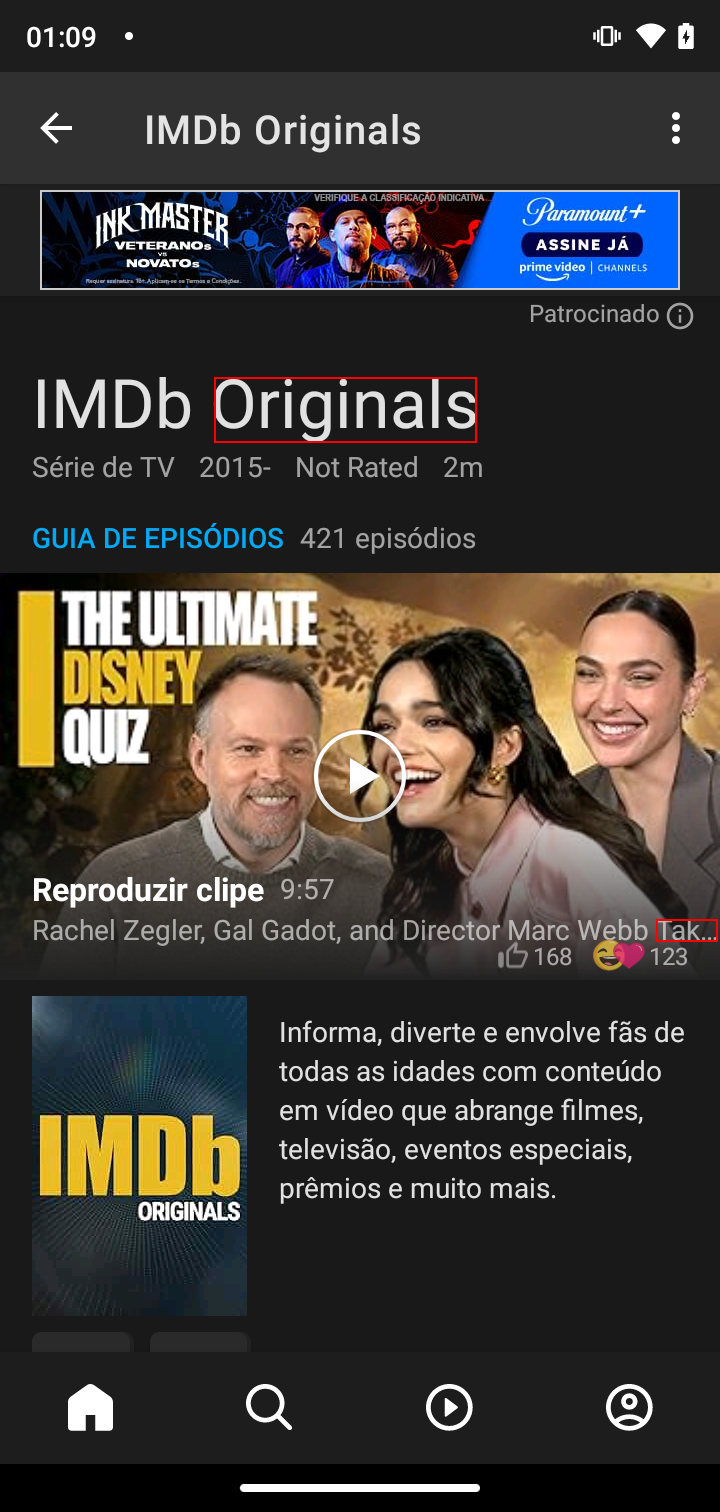 01:09
IMDb Originals
VERIFIQUE A CLASSIFICAÇÃO INDICATIVA
INK MASTER
VETERANOs
vs
NOVATOs
Requer assinatura. 16+. Aplicam-se os Termos e Condições.
Paramount+
ASSINE JÁ
prime video | CHANNELS
Patrocinado
IMDb Originals
Série de TV 2015- Not Rated 2m
GUIA DE EPISÓDIOS 421 episódios
THE ULTIMATE
DISNEY
QUIZ
Reproduzir clipe 9:57
Rachel Zegler, Gal Gadot, and Director Marc Webb Tak...
168 123
IMDb
ORIGINALS
Informa, diverte e envolve fãs de
todas as idades com conteúdo
em vídeo que abrange filmes,
televisão, eventos especiais,
prêmios e muito mais.